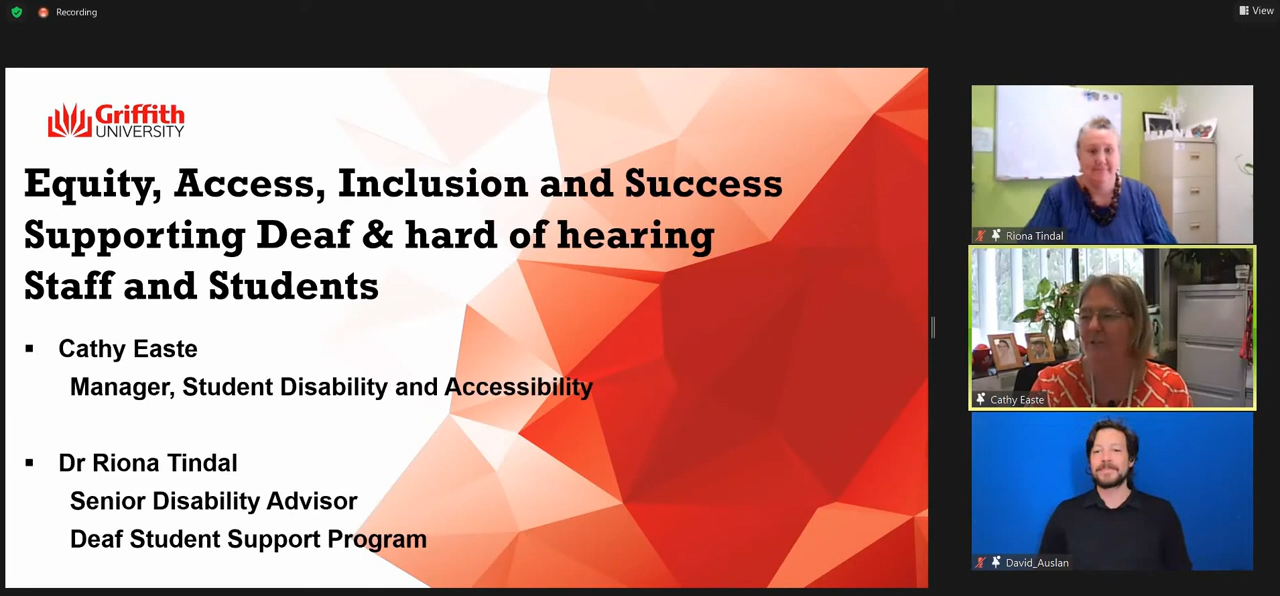 Recording
View
Griffith
UNIVERSITY
Equity, Access, Inclusion and Success
Supporting Deaf & hard of hearing
Staff and Students
▪ Cathy Easte
Manager, Student Disability and Accessibility
▪ Dr Riona Tindal
Senior Disability Advisor
Deaf Student Support Program
Riona Tindal
Cathy Easte
David_Auslan